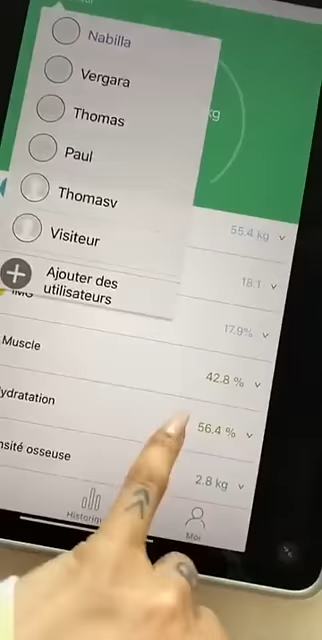 Nabilla
Vergara
Thomas
kg
Paul
Thomasv
Visiteur
55.4 kg
Ajouter des
utilisateurs
18.1
IMG
17.9%
Muscle
42.8 %
ydratation
56.4 %
nsité osseuse
2.8 kg
Historiq
Moi